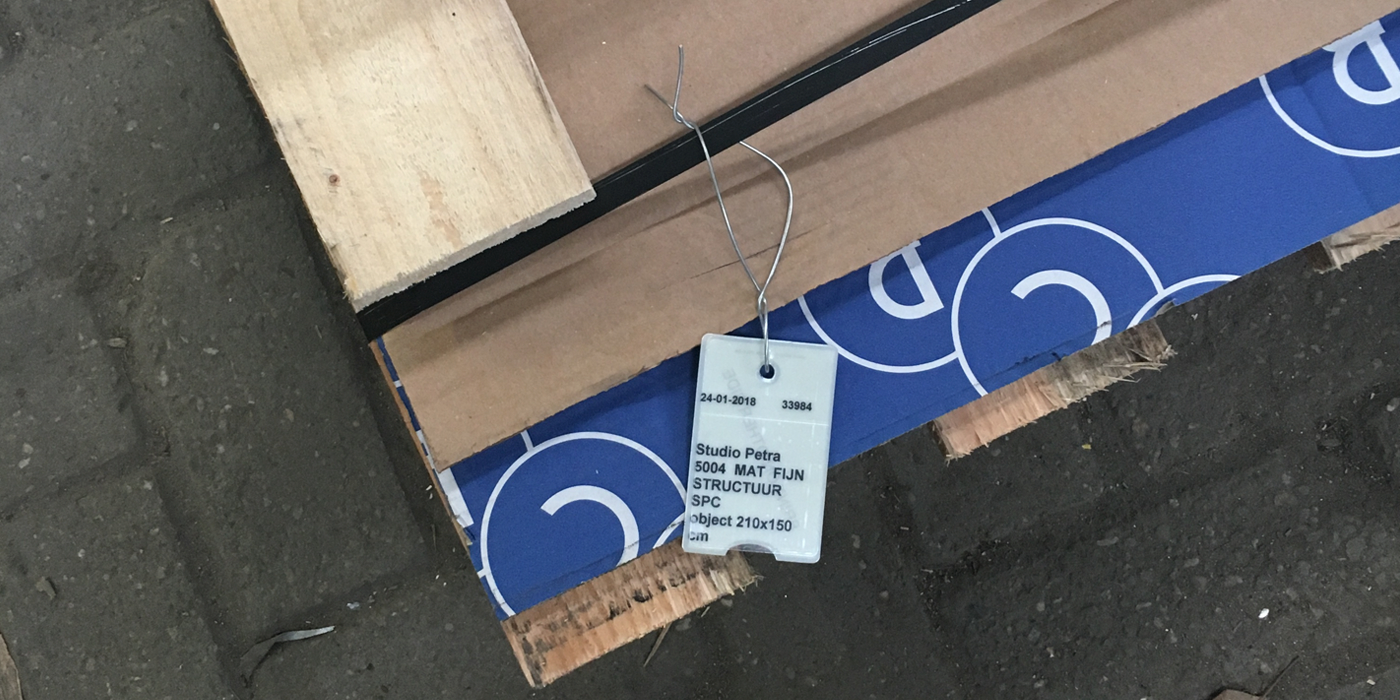 24-01-2018 33984
Studio Petra
5004 MAT FIJN
STRUCTUUR
SPC
object 210x150
cm